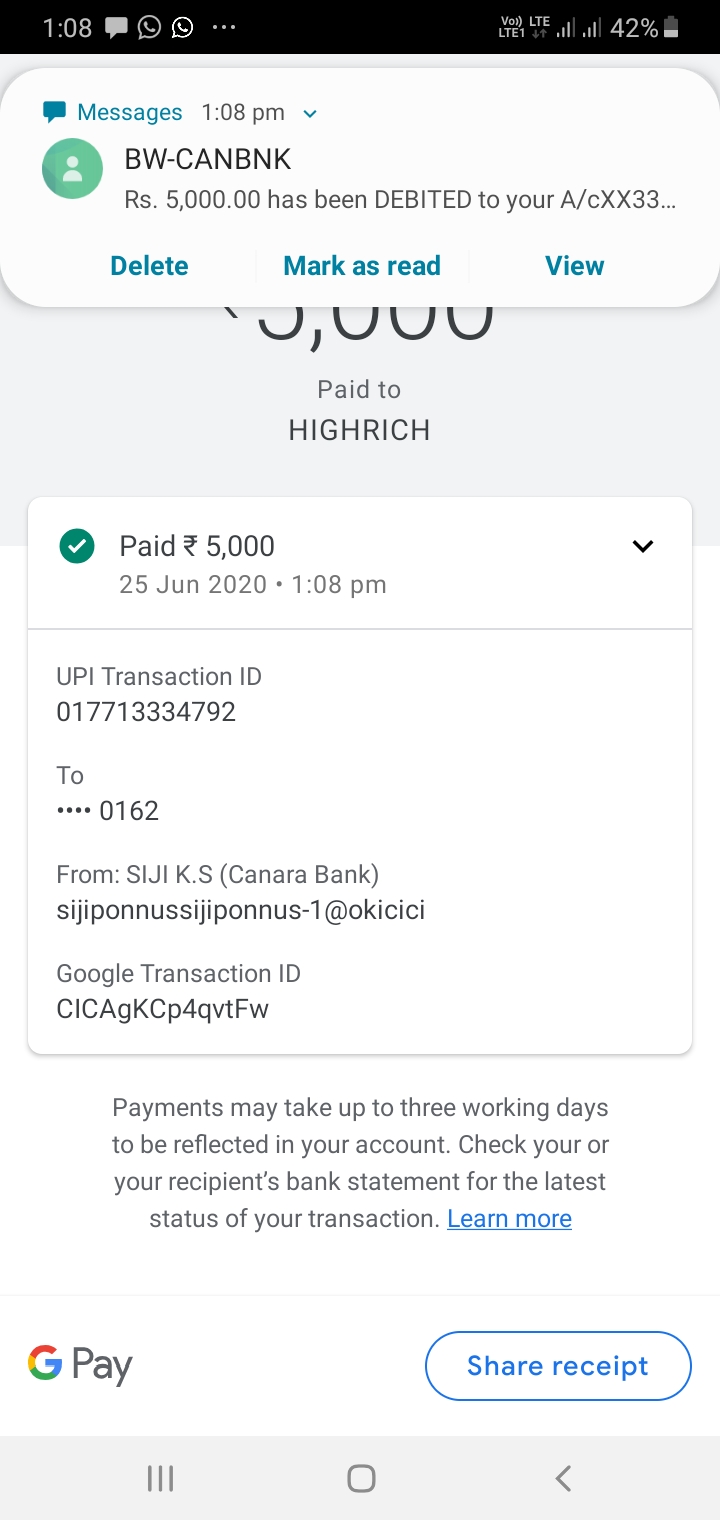 1:08
Vo)) LTE
LTE1
42%
Messages 1:08 pm
BW-CANBNK
Rs. 5,000.00 has been DEBITED to your A/cXX33...
Delete Mark as read View
₹5,000
Paid to
HIGHRICH
Paid ₹ 5,000
25 Jun 2020 • 1:08 pm
UPI Transaction ID
017713334792
To
•••• 0162
From: SIJI K.S (Canara Bank)
sijiponnussijiponnus-1@okicici
Google Transaction ID
CICAgKCp4qvtFw
Payments may take up to three working days
to be reflected in your account. Check your or
your recipient's bank statement for the latest
status of your transaction. Learn more
G Pay
Share receipt